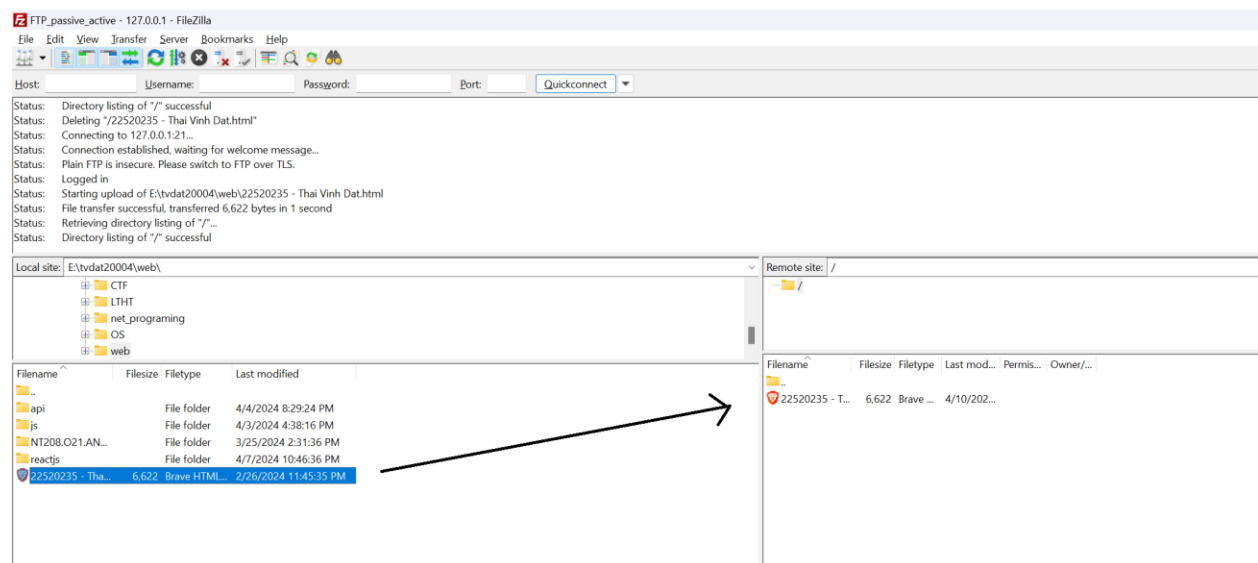 FTP_passive_active - 127.0.0.1 - FileZilla
File Edit View Transfer Server Bookmarks Help
Host: Username: Password: Port: Quickconnect
Status: Directory listing of "/" successful
Status: Deleting "/22520235 - Thai Vinh Dat.html"
Status: Connecting to 127.0.0.1:21...
Status: Connection established, waiting for welcome message...
Status: Plain FTP is insecure. Please switch to FTP over TLS.
Status: Logged in
Status: Starting upload of E:\tvdat20004\web\22520235 - Thai Vinh Dat.html
Status: File transfer successful, transferred 6,622 bytes in 1 second
Status: Retrieving directory listing of "/"...
Status: Directory listing of "/" successful
Local site: E:\tvdat20004\web\
CTF
LTHT
net_programing
OS
web
Filename Filesize Filetype Last modified
..
api File folder 4/4/2024 8:29:24 PM
js File folder 4/3/2024 4:38:16 PM
NT208.O21.AN... File folder 3/25/2024 2:31:36 PM
reactjs File folder 4/7/2024 10:46:36 PM
22520235 - Tha... 6,622 Brave HTML... 2/26/2024 11:45:35 PM
Remote site: /
/
Filename Filesize Filetype Last mod... Permis... Owner/...
..
22520235 - T... 6,622 Brave ... 4/10/202...